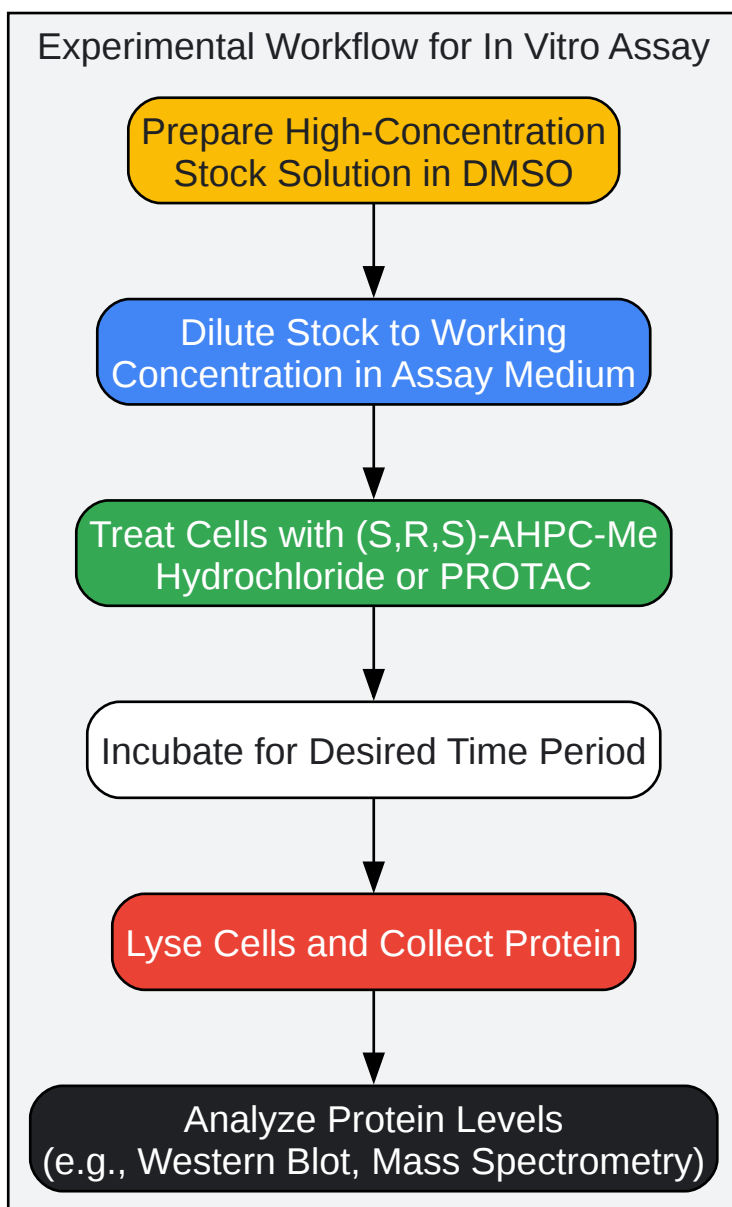 Experimental Workflow for In Vitro Assay
Prepare High-Concentration
Stock Solution in DMSO
Dilute Stock to Working
Concentration in Assay Medium
Treat Cells with (S,R,S)-AHPC-Me
Hydrochloride or PROTAC
Incubate for Desired Time Period
Lyse Cells and Collect Protein
Analyze Protein Levels
(e.g., Western Blot, Mass Spectrometry)